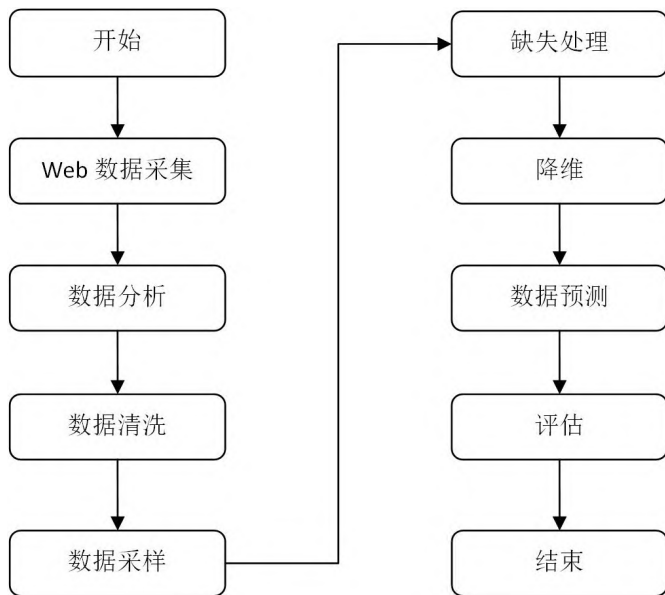 开始
Web 数据采集
数据分析
数据清洗
数据采样
缺失处理
降维
数据预测
评估
结束